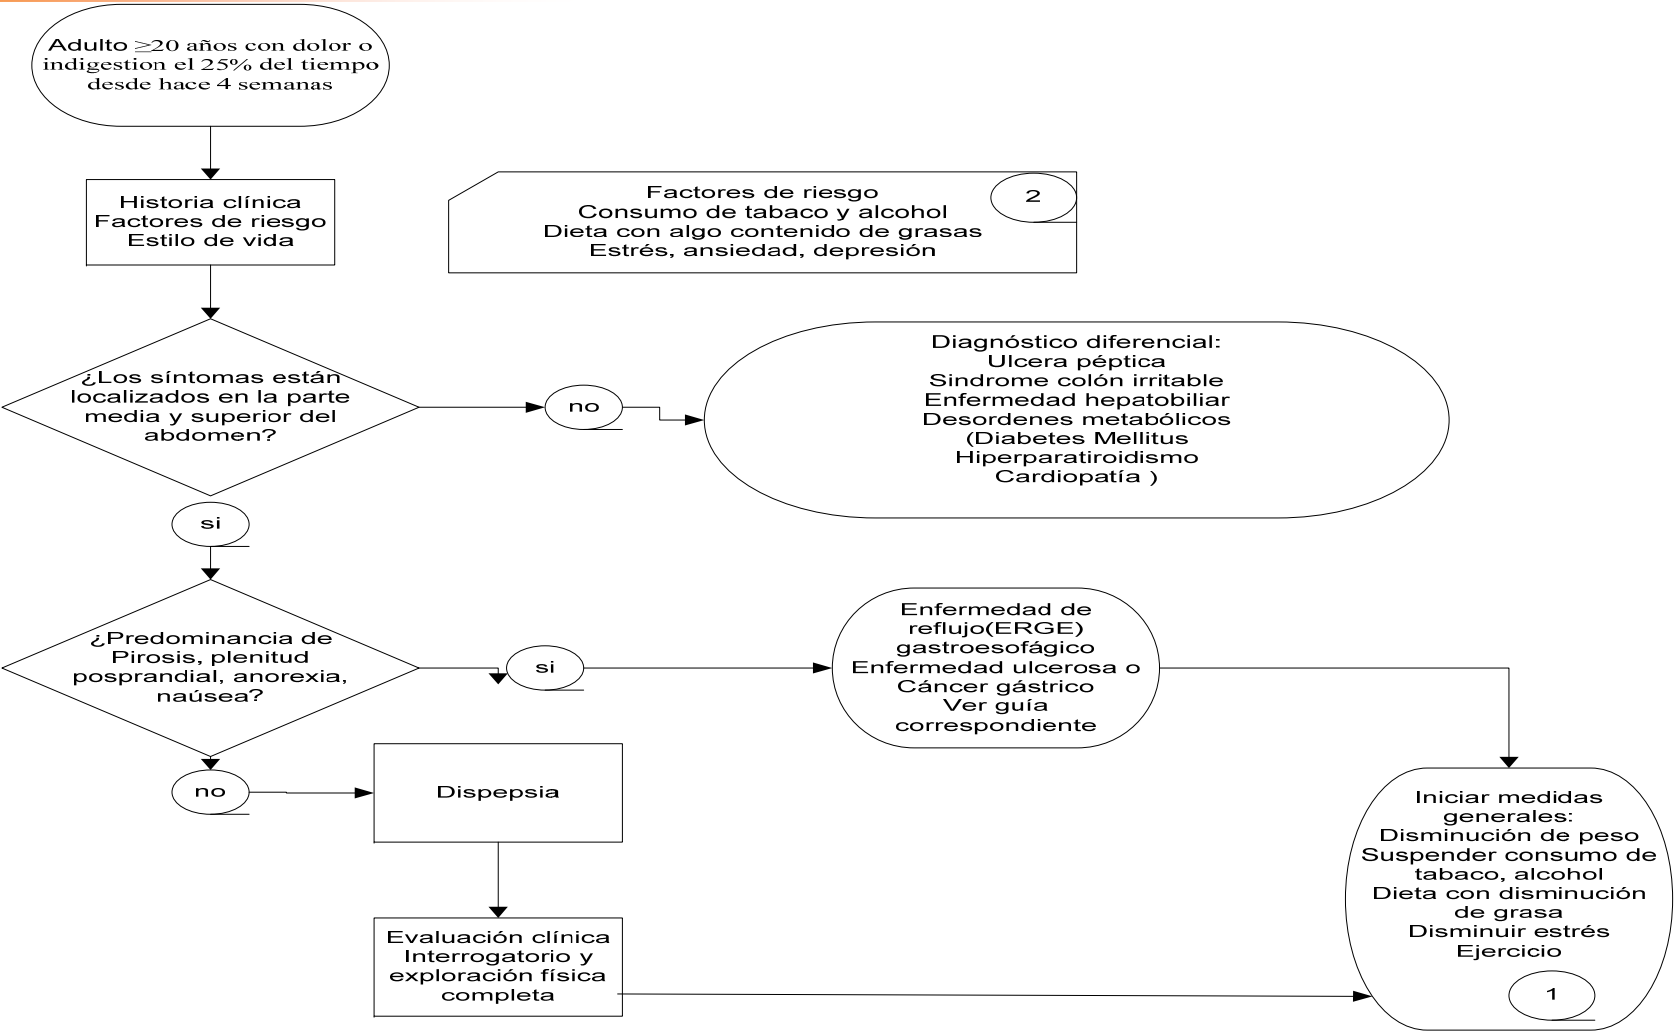 Adulto ≥20 años con dolor o
indigestion el 25% del tiempo
desde hace 4 semanas
Historia clínica
Factores de riesgo
Estilo de vida
Factores de riesgo
Consumo de tabaco y alcohol
Dieta con algo contenido de grasas
Estrés, ansiedad, depresión
2
¿Los síntomas están
localizados en la parte
media y superior del
abdomen?
no
Diagnóstico diferencial:
Ulcera péptica
Sindrome colón irritable
Enfermedad hepatobiliar
Desordenes metabólicos
(Diabetes Mellitus
Hiperparatiroidismo
Cardiopatía )
si
¿Predominancia de
Pirosis, plenitud
posprandial, anorexia,
naúsea?
si
Enfermedad de
reflujo(ERGE)
gastroesofágico
Enfermedad ulcerosa o
Cáncer gástrico
Ver guía
correspondiente
no
Dispepsia
Evaluación clínica
Interrogatorio y
exploración física
completa
Iniciar medidas
generales:
Disminución de peso
Suspender consumo de
tabaco, alcohol
Dieta con disminución
de grasa
Disminuir estrés
Ejercicio
1